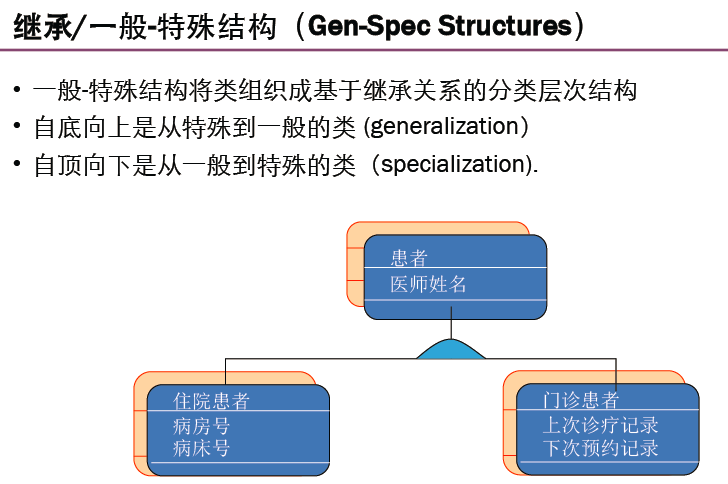 继承/一般-特殊结构（Gen-Spec Structures）
• 一般-特殊结构将类组织成基于继承关系的分类层次结构
• 自底向上是从特殊到一般的类 (generalization）
• 自顶向下是从一般到特殊的类（specialization).
患者
医师姓名
住院患者
病房号
病床号
门诊患者
上次诊疗记录
下次预约记录